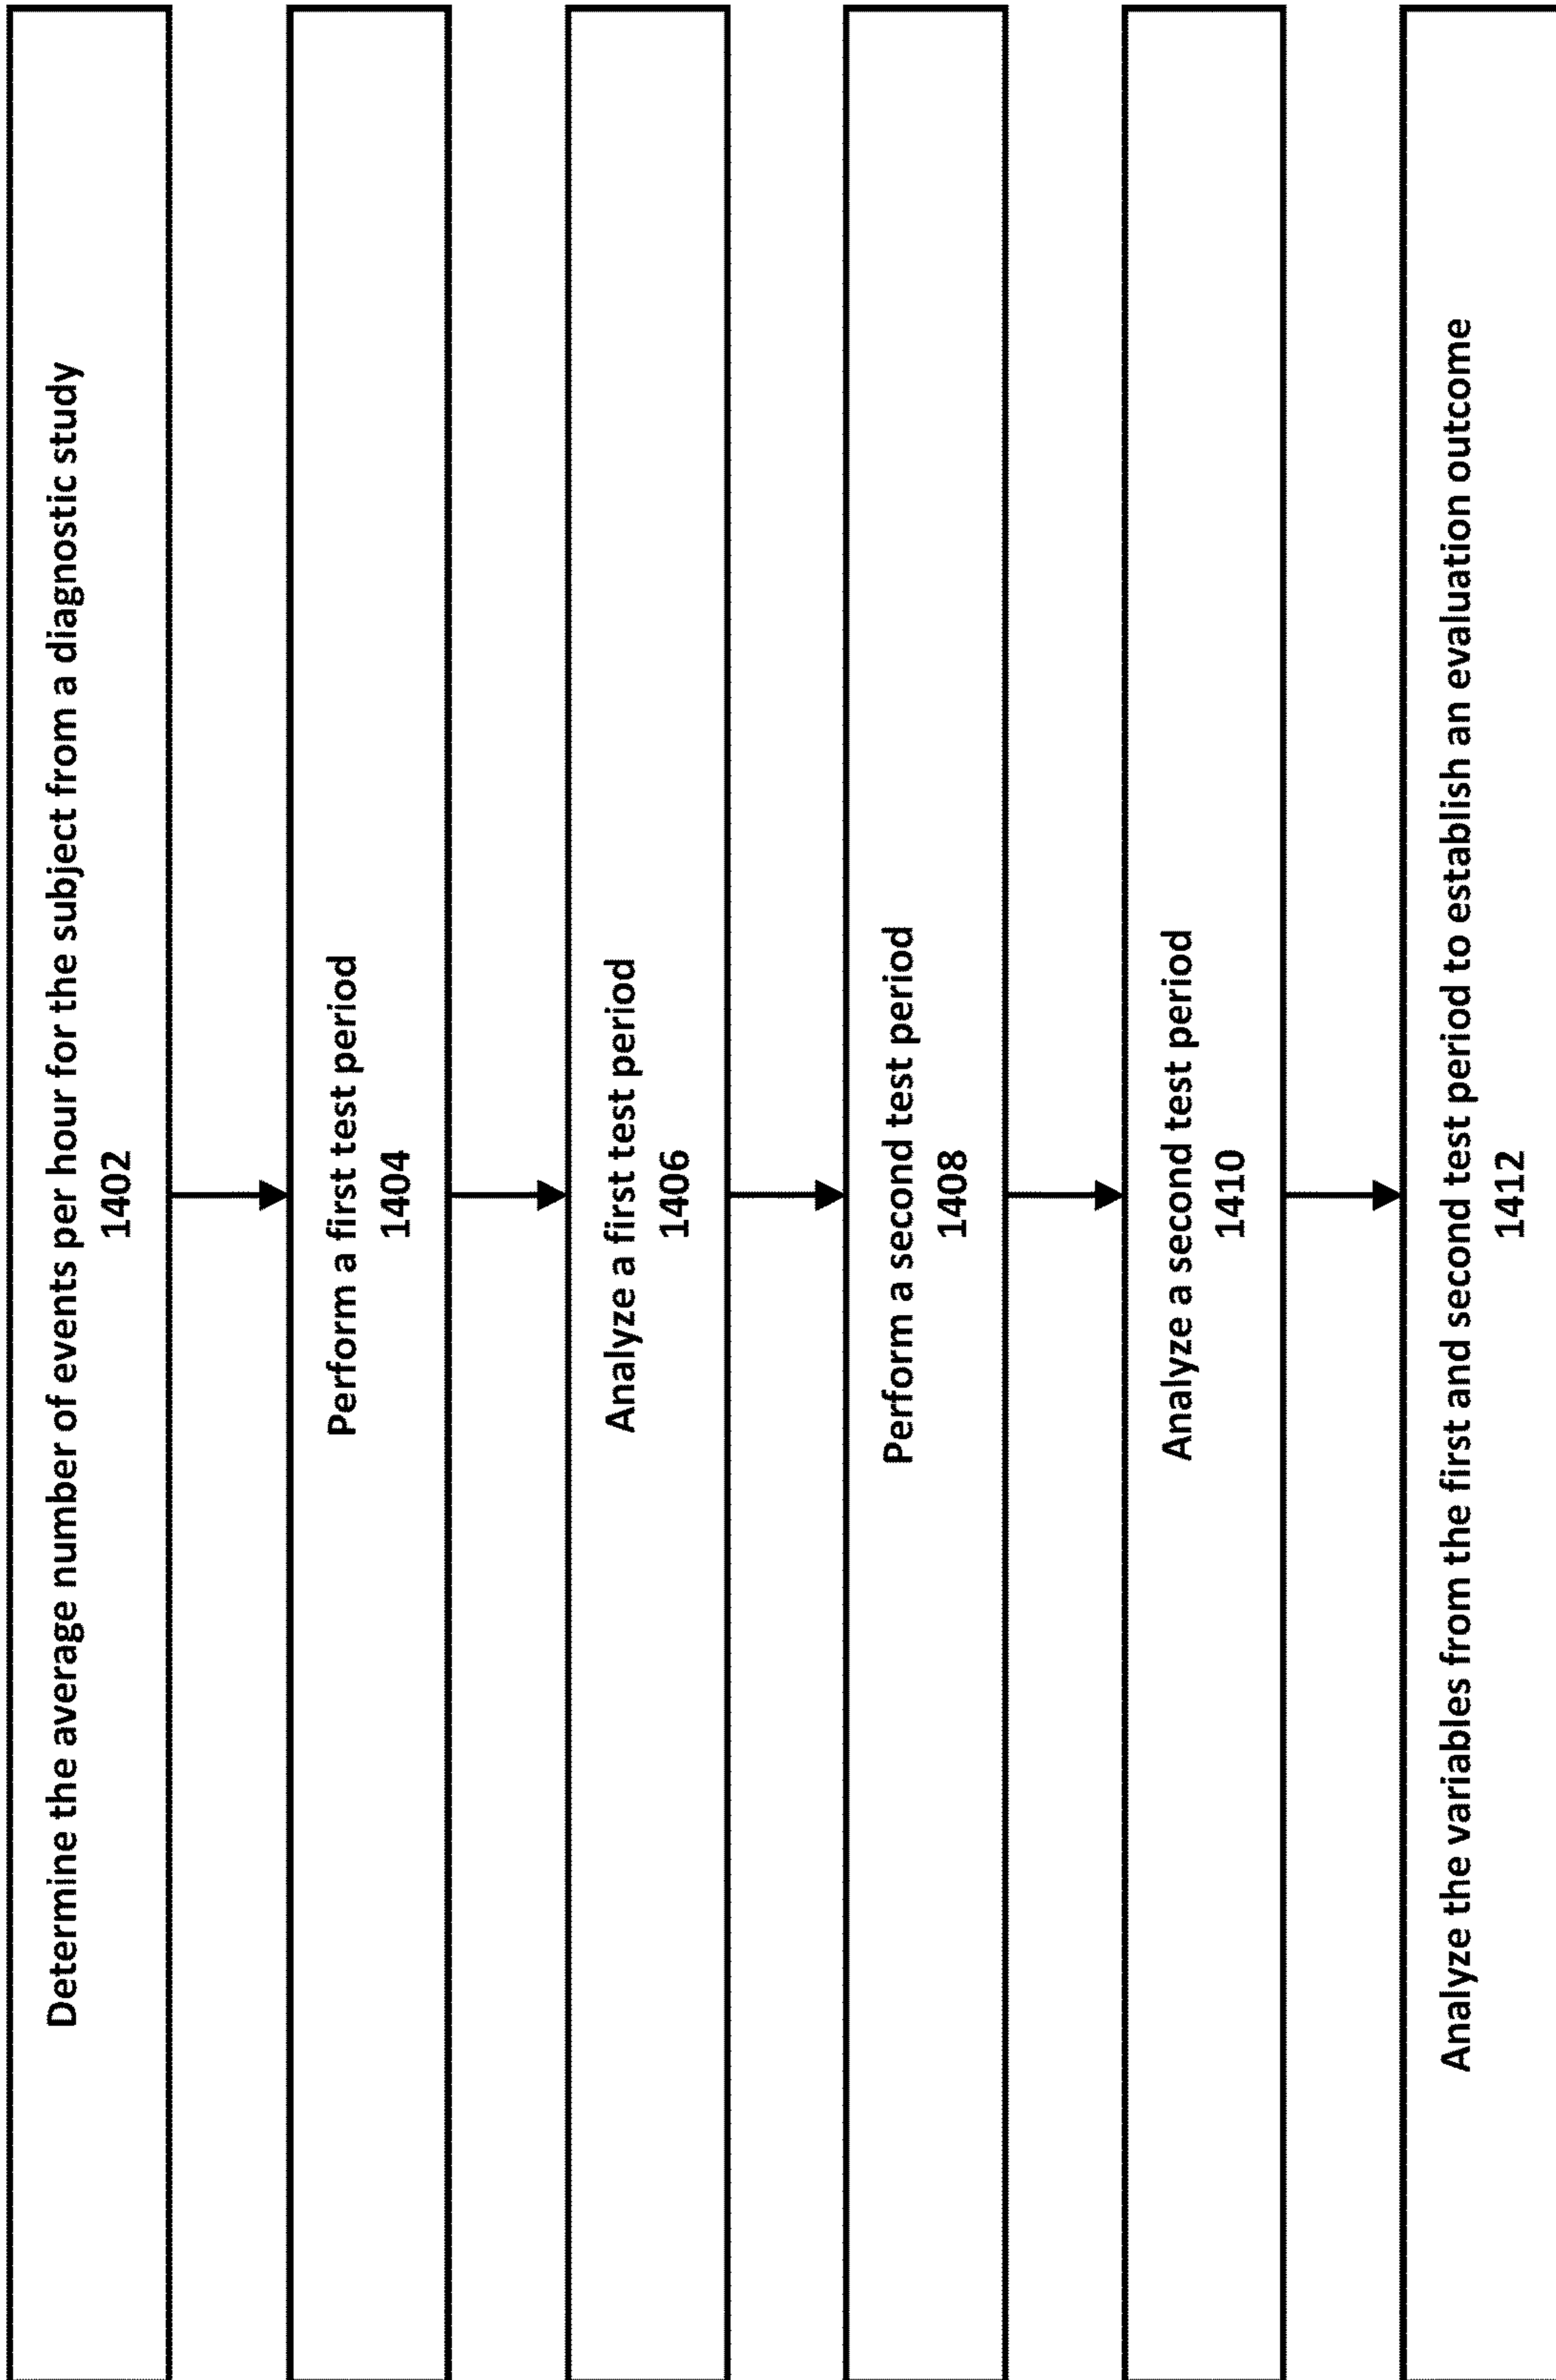 Determine the average number of events per hour for the subject from a diagnostic study
1402
Perform a first test period
1404
Analyze a first test period
1406
Perform a second test period
1408
Analyze a second test period
1410
Analyze the variables from the first and second test period to establish an evaluation outcome
1412